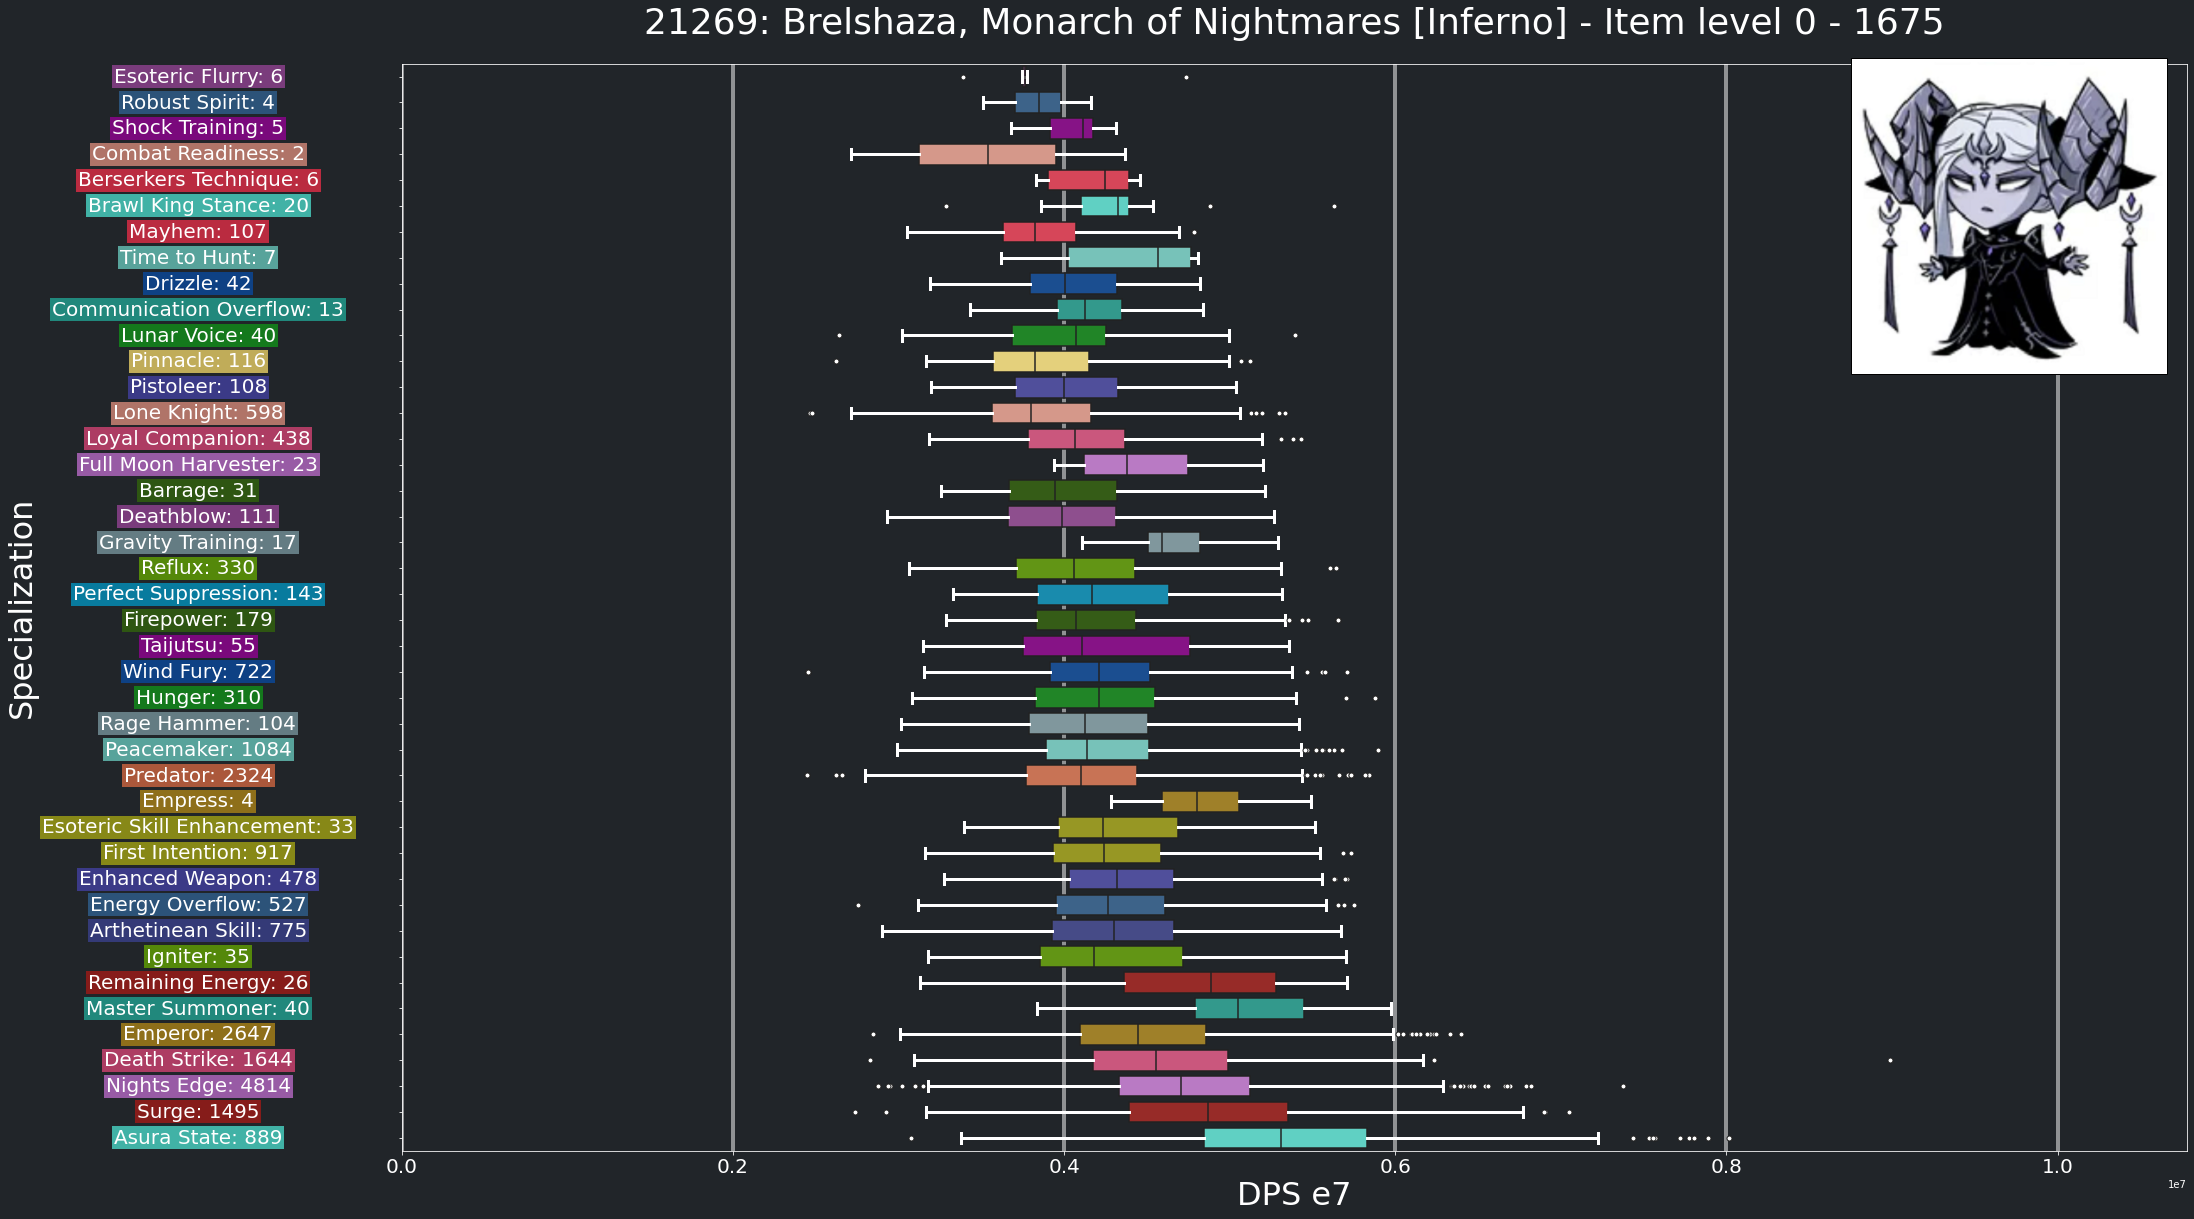 21269: Brelshaza, Monarch of Nightmares [Inferno] - Item level 0 - 1675
Esoteric Flurry: 6
Robust Spirit: 4
Shock Training: 5
Combat Readiness: 2
Berserkers Technique: 6
Brawl King Stance: 20
Mayhem: 107
Time to Hunt: 7
Drizzle: 42
Communication Overflow: 13
Lunar Voice: 40
Pinnacle: 116
Pistoleer: 108
Lone Knight: 598
Loyal Companion: 438
Full Moon Harvester: 23
Barrage: 31
Deathblow: 111
Gravity Training: 17
Reflux: 330
Perfect Suppression: 143
Firepower: 179
Taijutsu: 55
Wind Fury: 722
Hunger: 310
Rage Hammer: 104
Peacemaker: 1084
Predator: 2324
Empress: 4
Esoteric Skill Enhancement: 33
First Intention: 917
Enhanced Weapon: 478
Energy Overflow: 527
Arthetinean Skill: 775
Igniter: 35
Remaining Energy: 26
Master Summoner: 40
Emperor: 2647
Death Strike: 1644
Nights Edge: 4814
Surge: 1495
Asura State: 889
Specialization
0.0 0.2 0.4 0.6 0.8 1.0
1e7
DPS e7